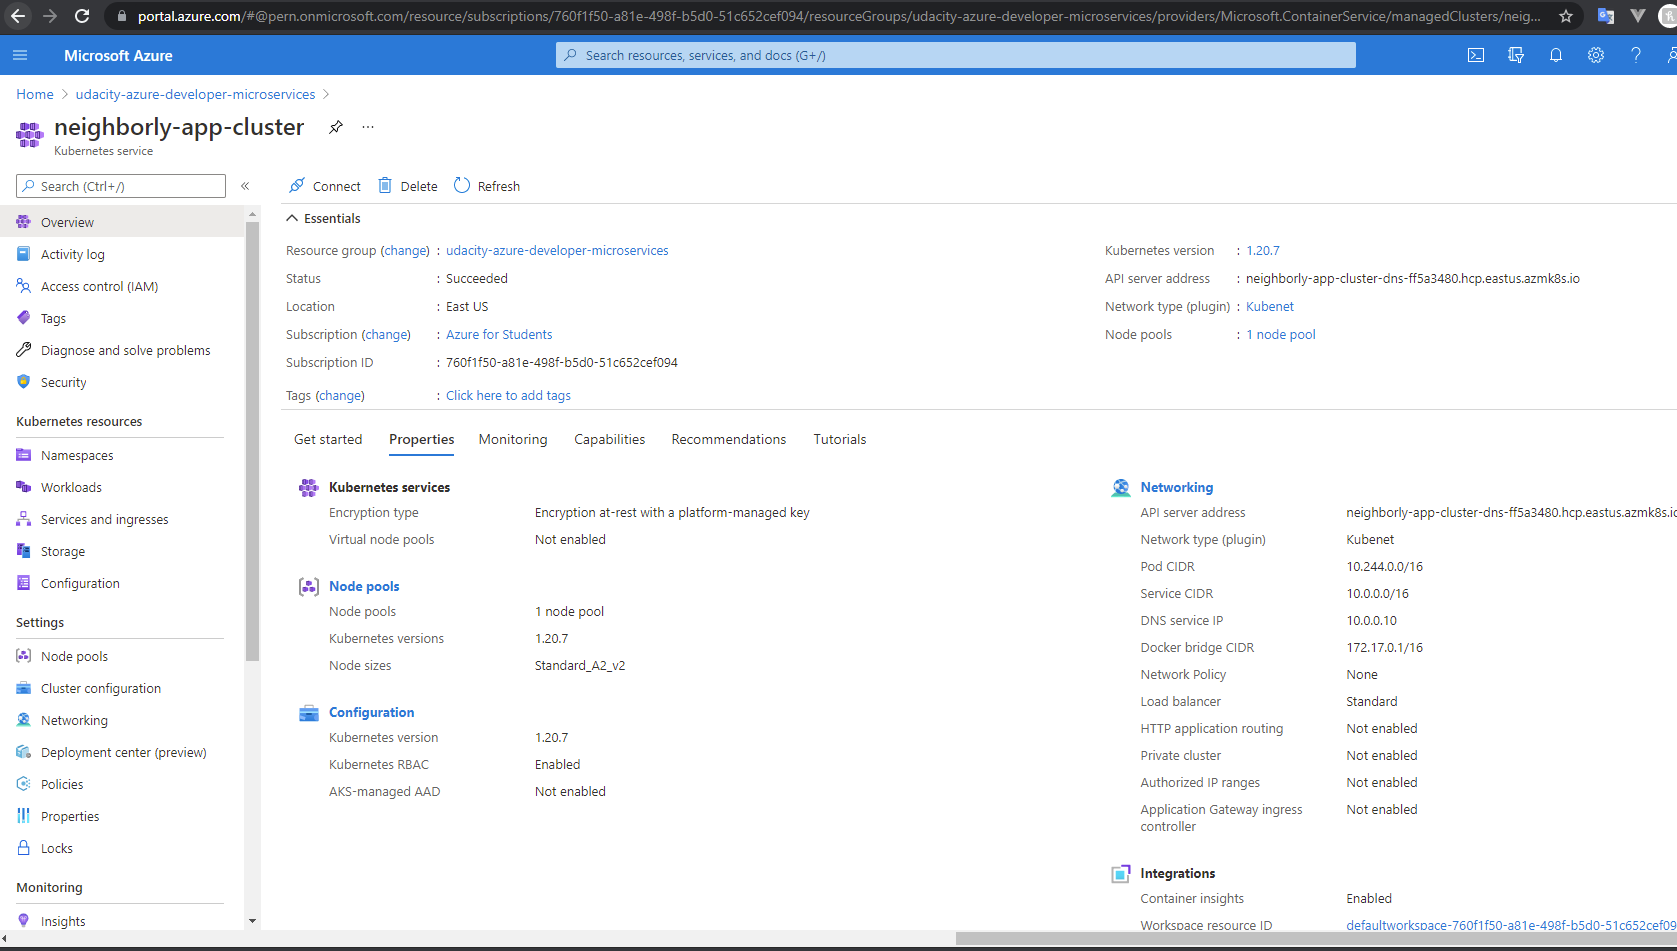 portal.azure.com/#@pern.onmicrosoft.com/resource/subscriptions/760f1f50-a81e-498f-b5d0-51c652cef094/resourceGroups/udacity-azure-developer-microservices/providers/Microsoft.ContainerService/managedClusters/neig...
Microsoft Azure
Search resources, services, and docs (G+/)
Home > udacity-azure-developer-microservices >
neighborly-app-cluster ...
Kubernetes service
Search (Ctrl+/) «
Connect Delete Refresh
Overview
Activity log
Access control (IAM)
Tags
Diagnose and solve problems
Security
Kubernetes resources
Namespaces
Workloads
Services and ingresses
Storage
Configuration
Settings
Node pools
Cluster configuration
Networking
Deployment center (preview)
Policies
Properties
Locks
Monitoring
Insights
Essentials
Resource group (change) : udacity-azure-developer-microservices
Status : Succeeded
Location : East US
Subscription (change) : Azure for Students
Subscription ID : 760f1f50-a81e-498f-b5d0-51c652cef094
Tags (change) : Click here to add tags
Kubernetes version : 1.20.7
API server address : neighborly-app-cluster-dns-ff5a3480.hcp.eastus.azmk8s.io
Network type (plugin) : Kubenet
Node pools : 1 node pool
Get started Properties Monitoring Capabilities Recommendations Tutorials
Kubernetes services
Encryption type Encryption at-rest with a platform-managed key
Virtual node pools Not enabled
Node pools
Node pools 1 node pool
Kubernetes versions 1.20.7
Node sizes Standard_A2_v2
Configuration
Kubernetes version 1.20.7
Kubernetes RBAC Enabled
AKS-managed AAD Not enabled
Networking
API server address neighborly-app-cluster-dns-ff5a3480.hcp.eastus.azmk8s.io
Network type (plugin) Kubenet
Pod CIDR 10.244.0.0/16
Service CIDR 10.0.0.0/16
DNS service IP 10.0.0.10
Docker bridge CIDR 172.17.0.1/16
Network Policy None
Load balancer Standard
HTTP application routing Not enabled
Private cluster Not enabled
Authorized IP ranges Not enabled
Application Gateway ingress Not enabled
controller
Integrations
Container insights Enabled
Workspace resource ID defaultworkspace-760f1f50-a81e-498f-b5d0-51c652cef09